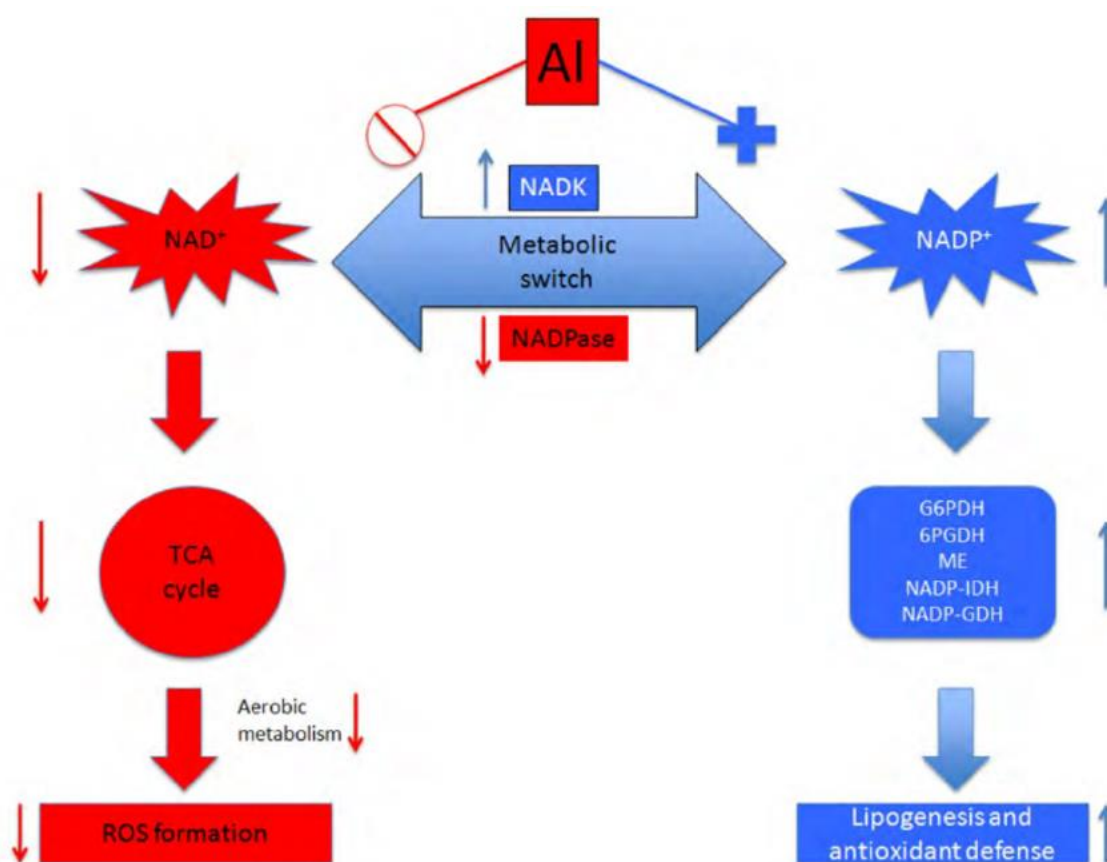 Al
NADK
NAD⁺
Metabolic
switch
NADP⁺
NADPase
TCA
cycle
G6PDH
6PGDH
ME
NADP-IDH
NADP-GDH
Aerobic
metabolism
ROS formation
Lipogenesis and
antioxidant defense